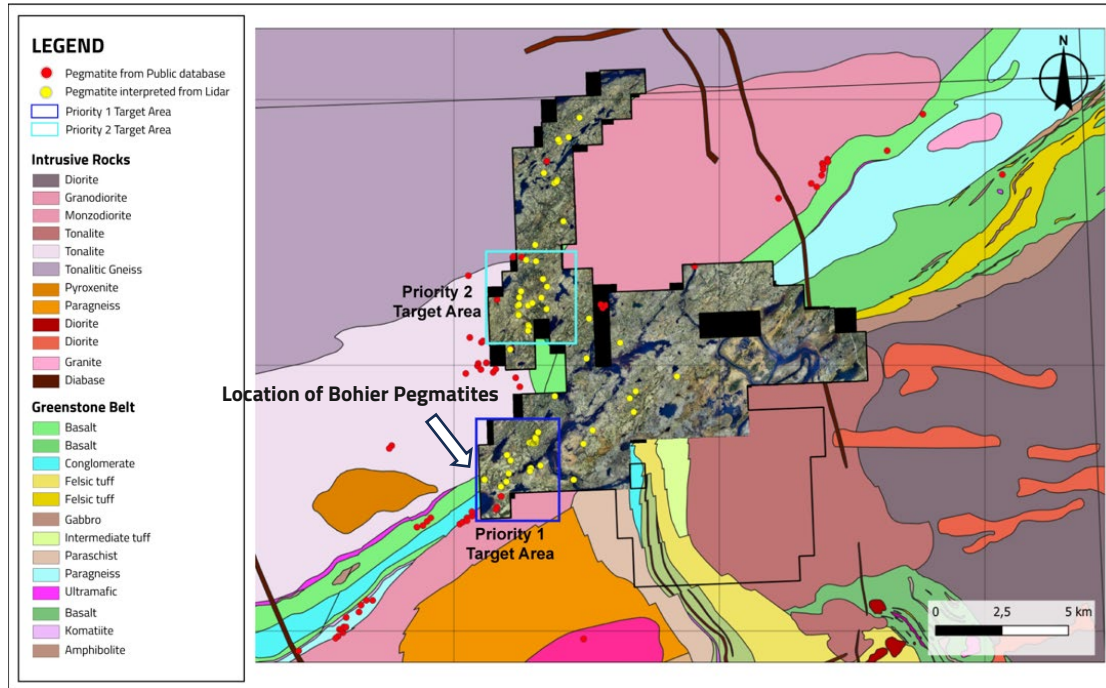 LEGEND
Pegmatite from Public database
Pegmatite interpreted from Lidar
Priority 1 Target Area
Priority 2 Target Area
Intrusive Rocks
Diorite
Granodiorite
Monzodiorite
Tonalite
Tonalite
Tonalitic Gneiss
Pyroxenite
Paragneiss
Diorite
Diorite
Granite
Diabase
Greenstone Belt
Basalt
Basalt
Conglomerate
Felsic tuff
Felsic tuff
Gabbro
Intermediate tuff
Paraschist
Paragneiss
Ultramafic
Basalt
Komatiite
Amphibolite
N
Priority 2
Target Area
Location of Bohier Pegmatites
Priority 1
Target Area
0 2,5 5 km